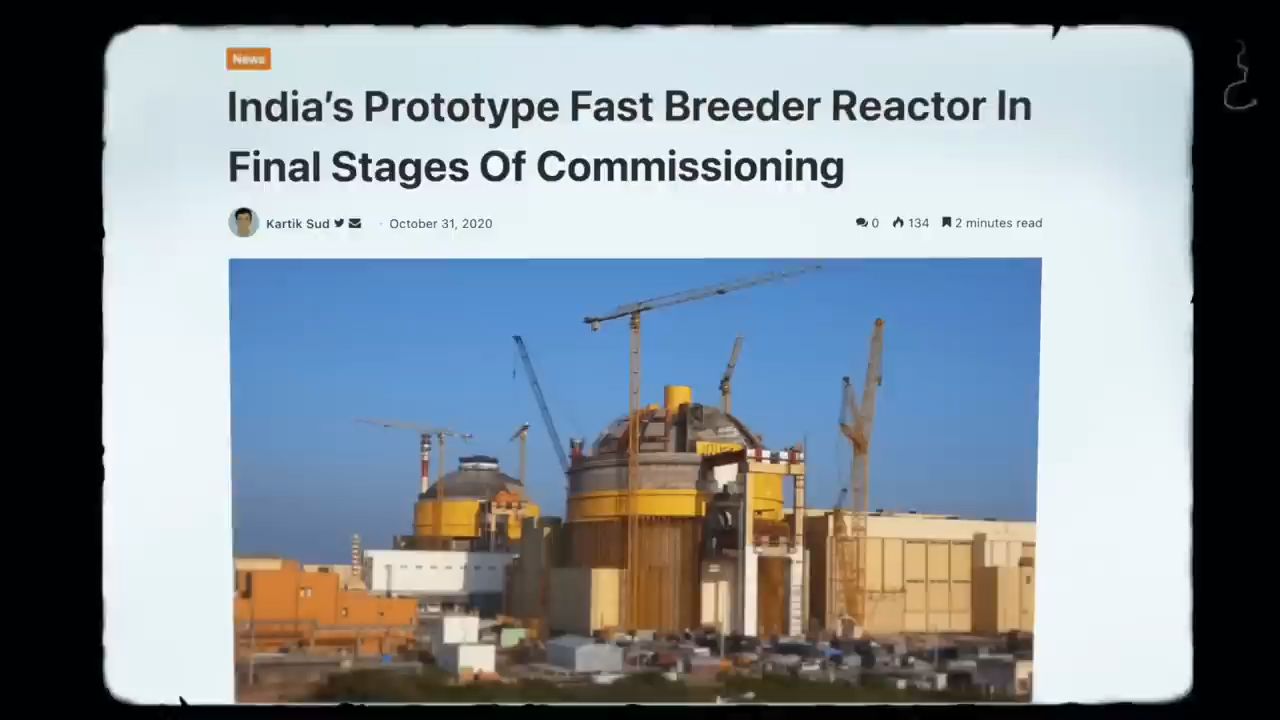 News
India's Prototype Fast Breeder Reactor In
Final Stages Of Commissioning
Kartik Sud · October 31, 2020
0 134 2 minutes read